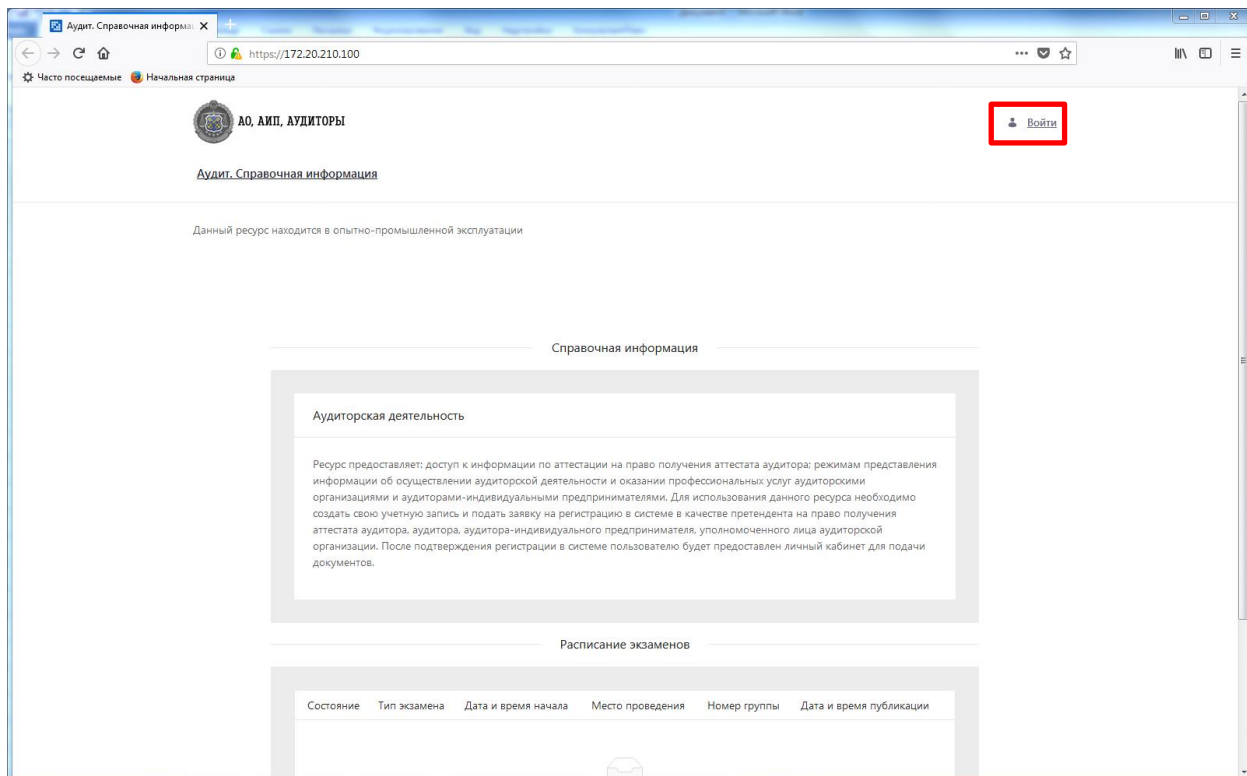 Аудит. Справочная информац
https://172.20.210.100
Часто посещаемые Начальная страница
АО, АИП, АУДИТОРЫ
Войти
Аудит. Справочная информация
Данный ресурс находится в опытно-промышленной эксплуатации
Справочная информация
Аудиторская деятельность
Ресурс предоставляет: доступ к информации по аттестации на право получения аттестата аудитора; режимам представления
информации об осуществлении аудиторской деятельности и оказании профессиональных услуг аудиторскими
организациями и аудиторами-индивидуальными предпринимателями. Для использования данного ресурса необходимо
создать свою учетную запись и подать заявку на регистрацию в системе в качестве претендента на право получения
аттестата аудитора, аудитора, аудитора-индивидуального предпринимателя, уполномоченного лица аудиторской
организации. После подтверждения регистрации в системе пользователю будет предоставлен личный кабинет для подачи
документов.
Расписание экзаменов
Состояние Тип экзамена Дата и время начала Место проведения Номер группы Дата и время публикации